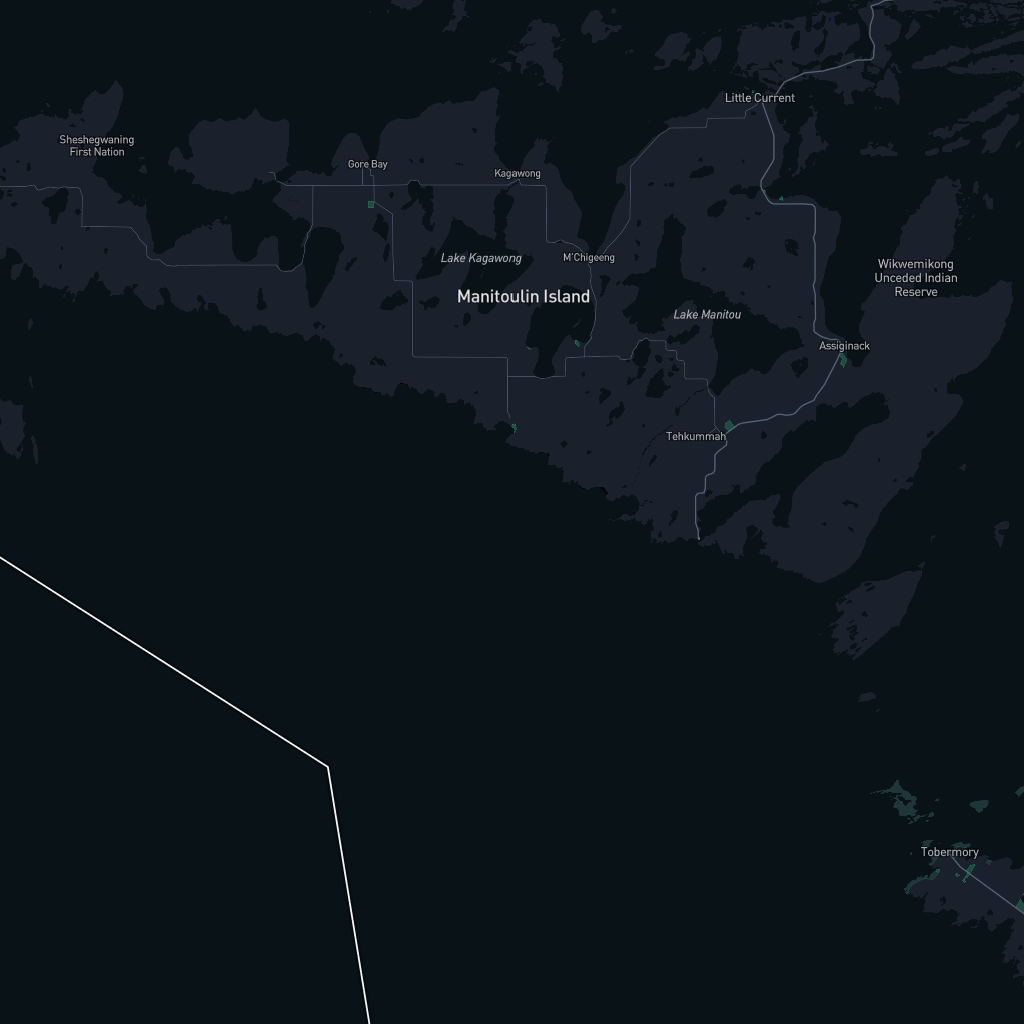 Little Current
Sheshegwaning
First Nation
Gore Bay
Kagawong
Lake Kagawong
M'Chigeeng
Wikwemikong
Unceded Indian
Reserve
Manitoulin Island
Lake Manitou
Assiginack
Tehkummah
Tobermory